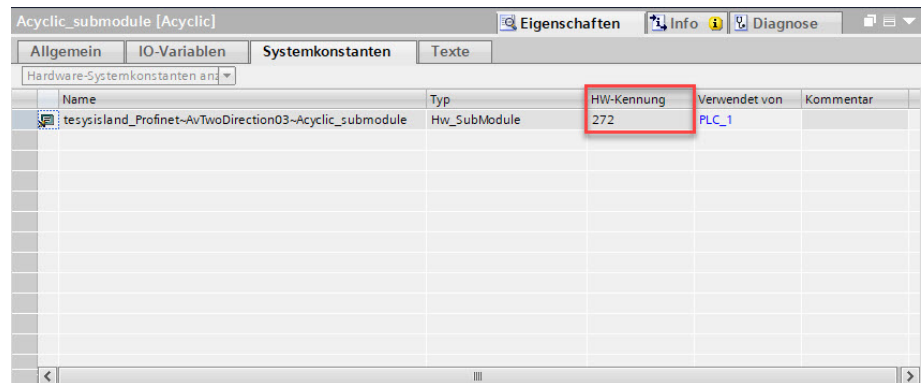 Acyclic_submodule [Acyclic] Eigenschaften Info Diagnose
Allgemein IO-Variablen Systemkonstanten Texte
Hardware-Systemkonstanten anz
Name Typ HW-Kennung Verwendet von Kommentar
tesysisland_Profinet~AvTwoDirection03~Acyclic_submodule Hw_SubModule 272 PLC_1